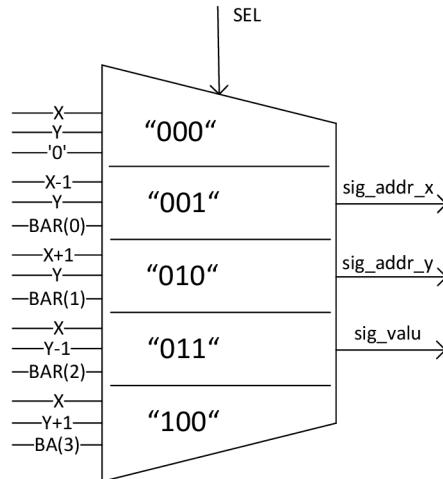 SEL
X
Y
'0'
"000"
X-1
Y
BAR(0)
"001"
sig_addr_x
X+1
Y
BAR(1)
"010"
sig_addr_y
X
Y-1
BAR(2)
"011"
sig_valu
X
Y+1
BA(3)
"100"